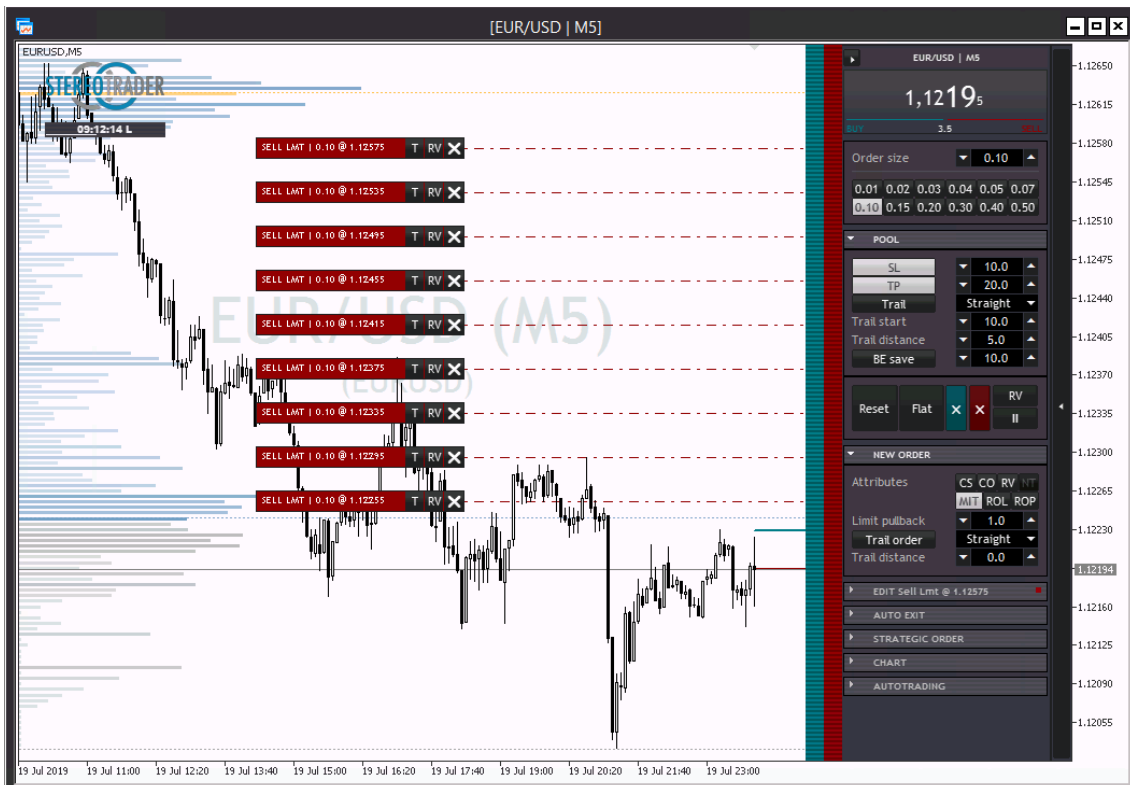 [EUR/USD | M5]
EURUSD,M5
STEREOTRADER
09:12:14 L
EUR/USD (M5)
(EURUSD)
SELL LMT | 0.10 @ 1.12575 T RV
SELL LMT | 0.10 @ 1.12535 T RV
SELL LMT | 0.10 @ 1.12495 T RV
SELL LMT | 0.10 @ 1.12455 T RV
SELL LMT | 0.10 @ 1.12415 T RV
SELL LMT | 0.10 @ 1.12375 T RV
SELL LMT | 0.10 @ 1.12335 T RV
SELL LMT | 0.10 @ 1.12295 T RV
SELL LMT | 0.10 @ 1.12255 T RV
EUR/USD | M5
1,12195
BUY 3.5 SELL
Order size 0.10
0.01 0.02 0.03 0.04 0.05 0.07
0.10 0.15 0.20 0.30 0.40 0.50
POOL
SL 10.0
TP 20.0
Trail Straight
Trail start 10.0
Trail distance 5.0
BE save 10.0
Reset Flat X X RV
II
NEW ORDER
Attributes CS CO RV NT
MIT ROL ROP
Limit pullback 1.0
Trail order Straight
Trail distance 0.0
EDIT Sell Lmt @ 1.12575
AUTO EXIT
STRATEGIC ORDER
CHART
AUTOTRADING
1.12650
1.12615
1.12580
1.12545
1.12510
1.12475
1.12440
1.12405
1.12370
1.12335
1.12300
1.12265
1.12230
1.12194
1.12160
1.12125
1.12090
1.12055
19 Jul 2019 19 Jul 11:00 19 Jul 12:20 19 Jul 13:40 19 Jul 15:00 19 Jul 16:20 19 Jul 17:40 19 Jul 19:00 19 Jul 20:20 19 Jul 21:40 19 Jul 23:00